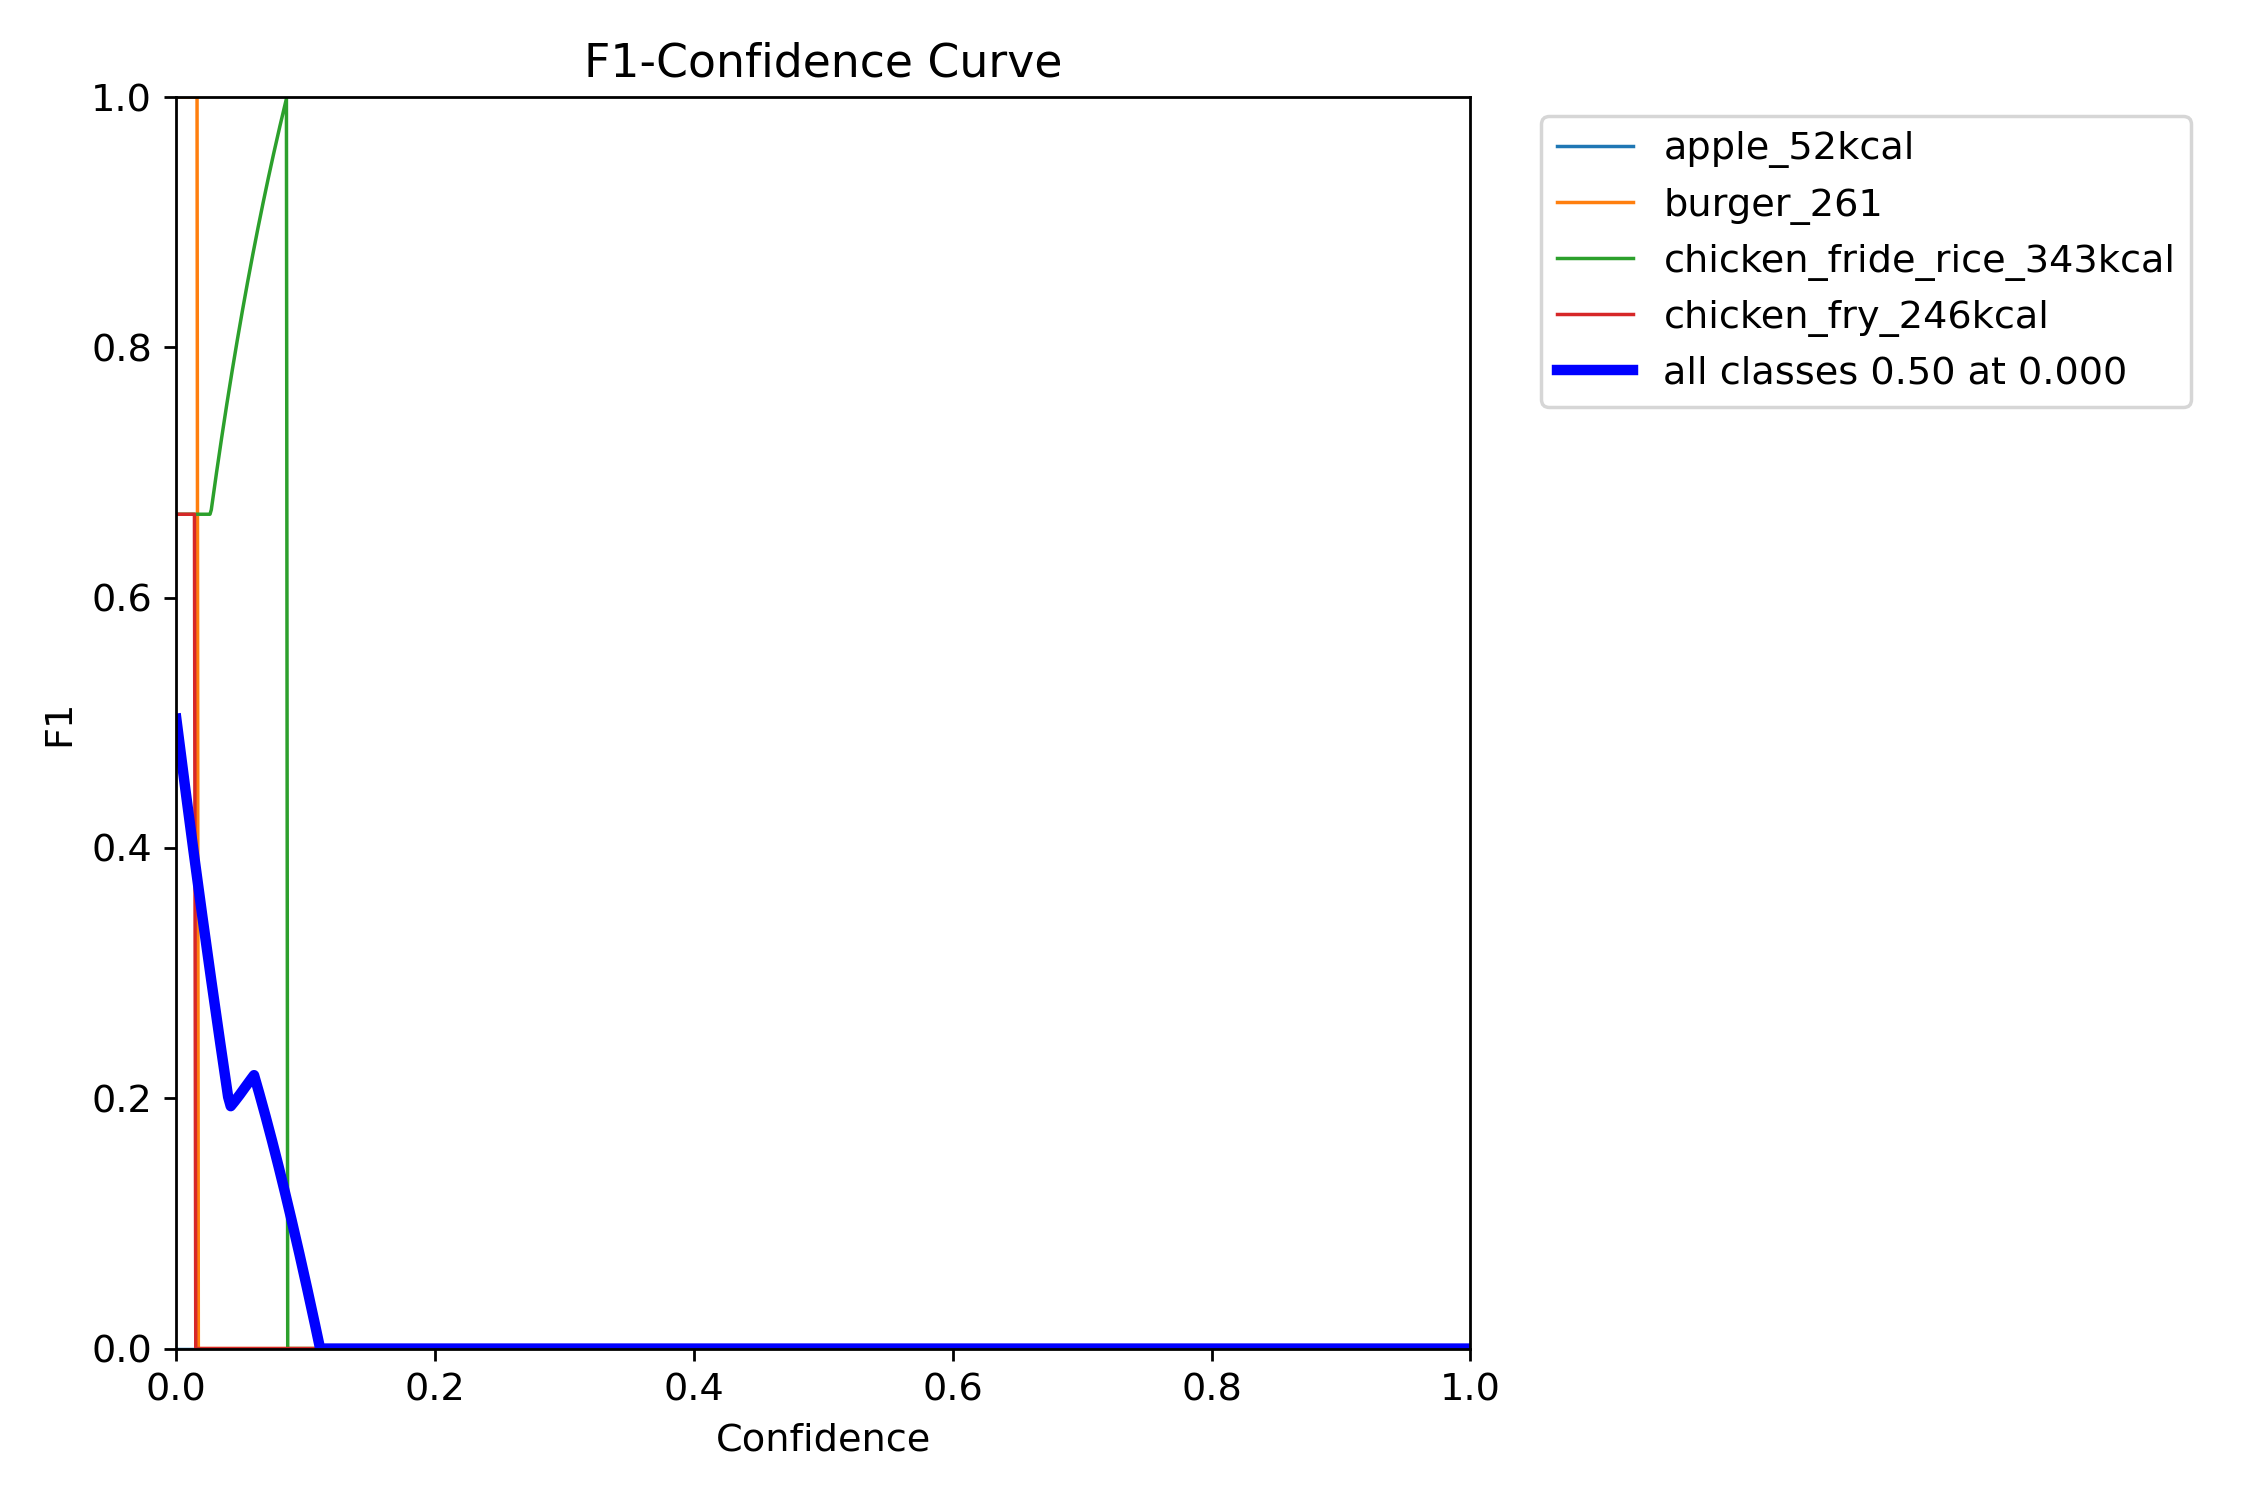 F1-Confidence Curve
1.0
0.8
0.6
0.4
0.2
0.0
F1
0.0 0.2 0.4 0.6 0.8 1.0
Confidence
apple_52kcal
burger_261
chicken_fride_rice_343kcal
chicken_fry_246kcal
all classes 0.50 at 0.000